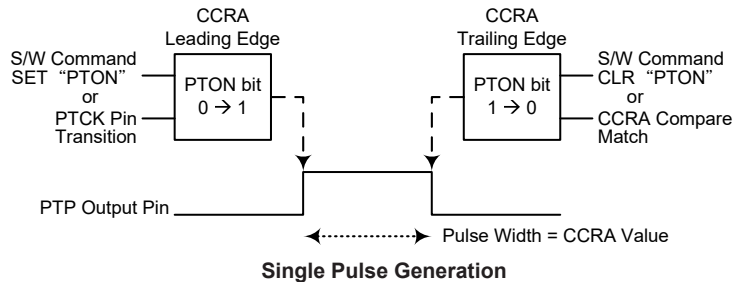 CCRA
Leading Edge
S/W Command
SET “PTON”
or
PTCK Pin
Transition
PTON bit
0 → 1
CCRA
Trailing Edge
PTON bit
1 → 0
S/W Command
CLR “PTON”
or
CCRA Compare
Match
PTP Output Pin
Pulse Width = CCRA Value
Single Pulse Generation